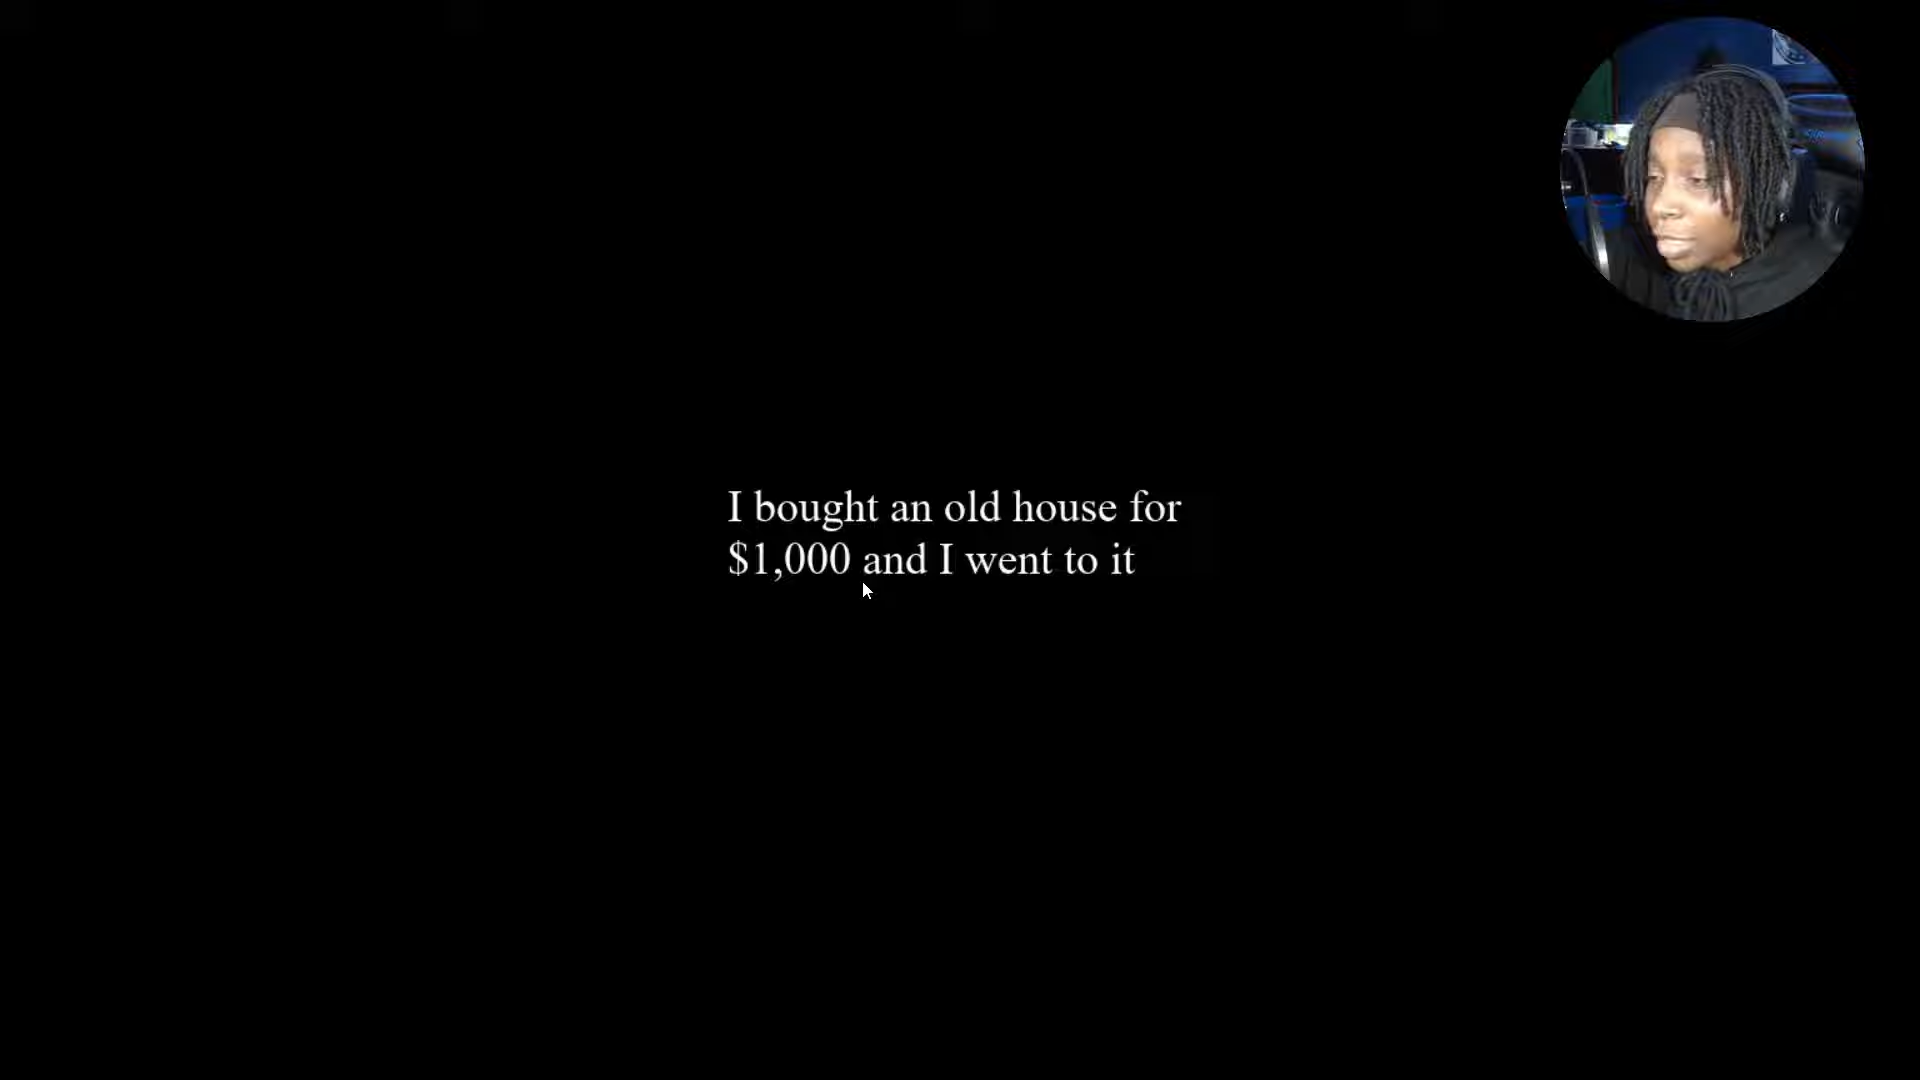 I bought an old house for
$1,000 and I went to it